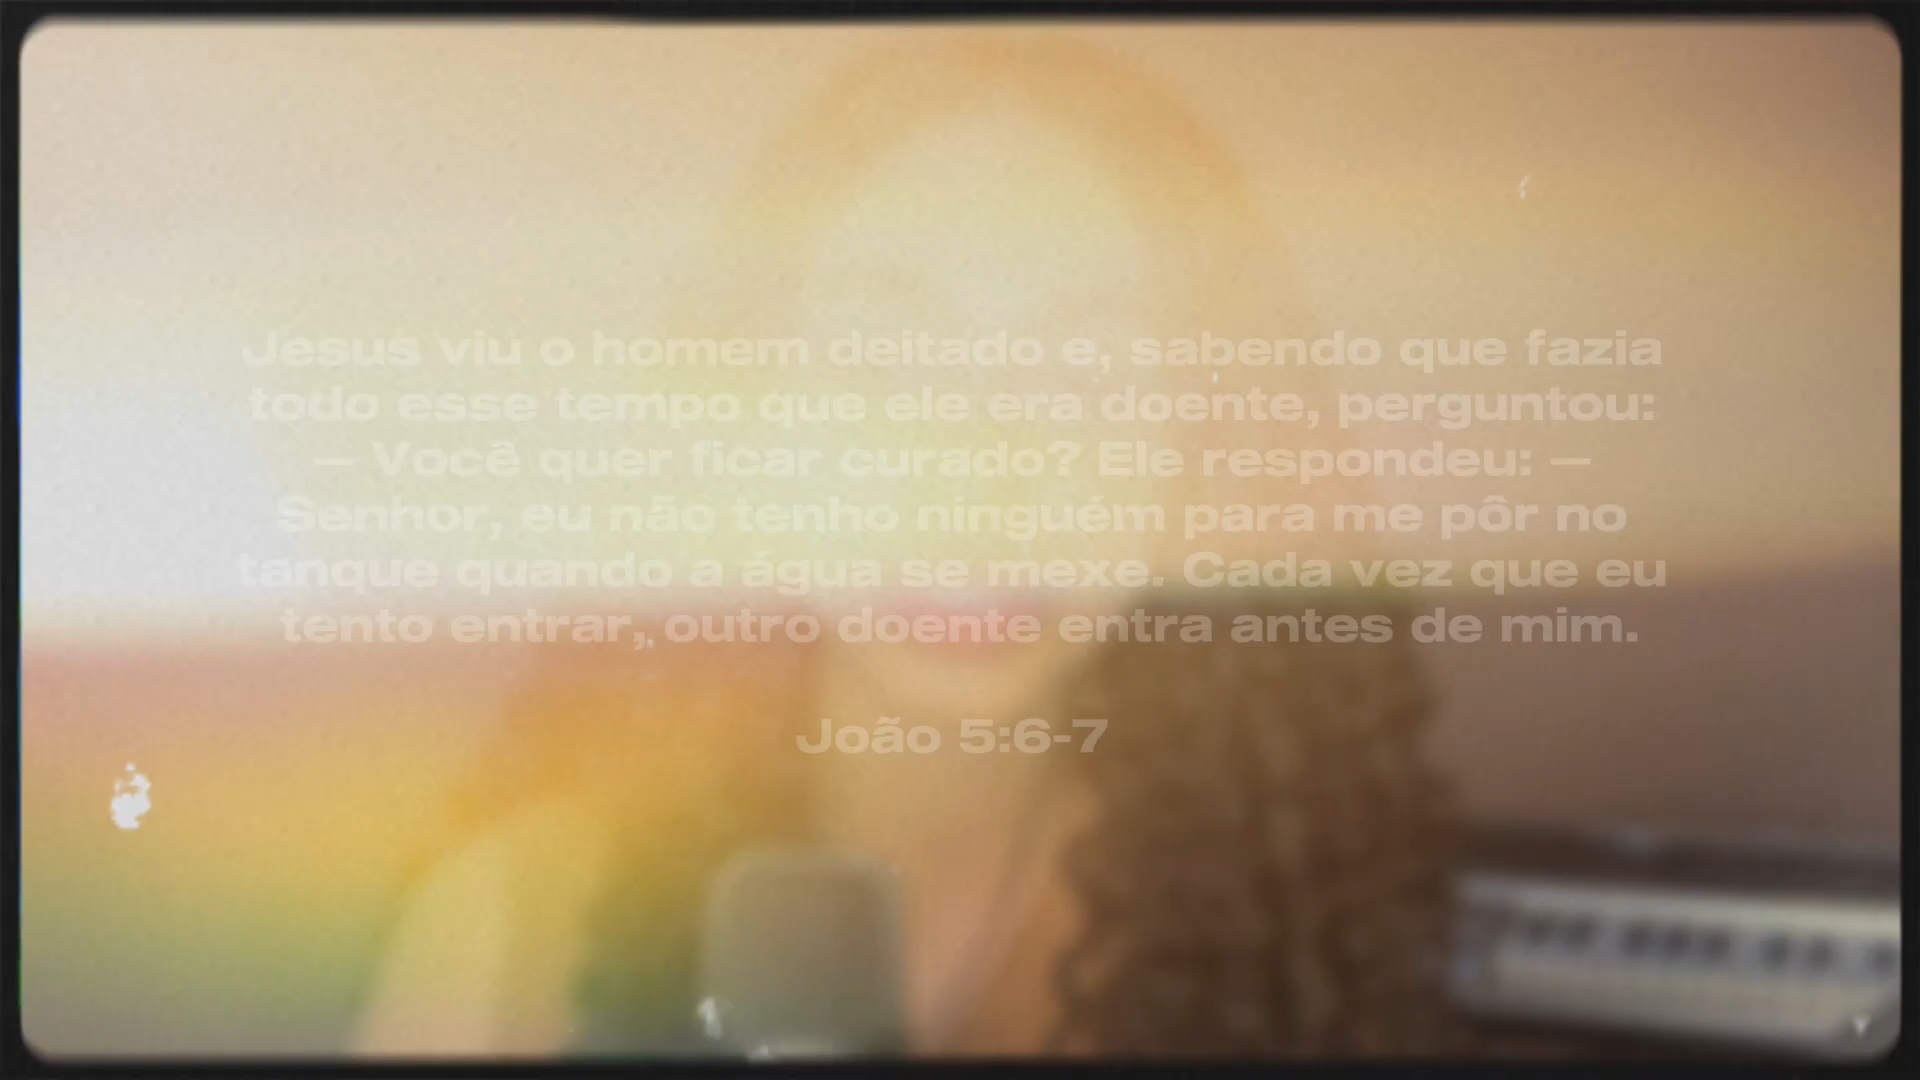 Jesus viu o homem deitado e, sabendo que fazia
todo esse tempo que ele era doente, perguntou:
— Você quer ficar curado? Ele respondeu: —
Senhor, eu não tenho ninguém para me pôr no
tanque quando a água se mexe. Cada vez que eu
tento entrar, outro doente entra antes de mim.
João 5:6-7